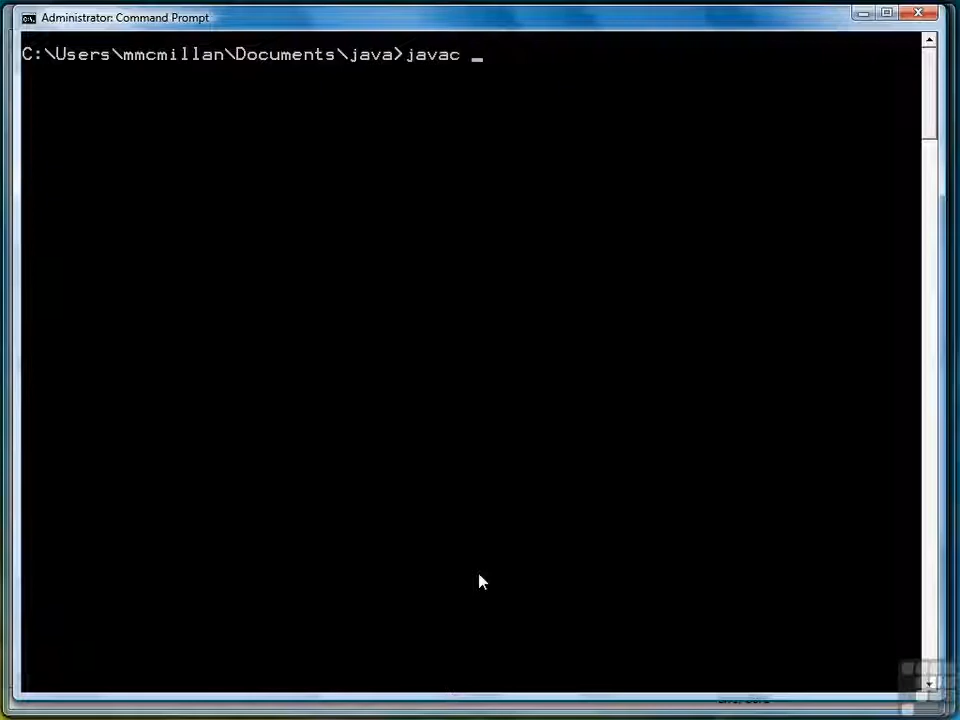 Administrator: Command Prompt
C:\Users\mmcmillan\Documents\java>javac _